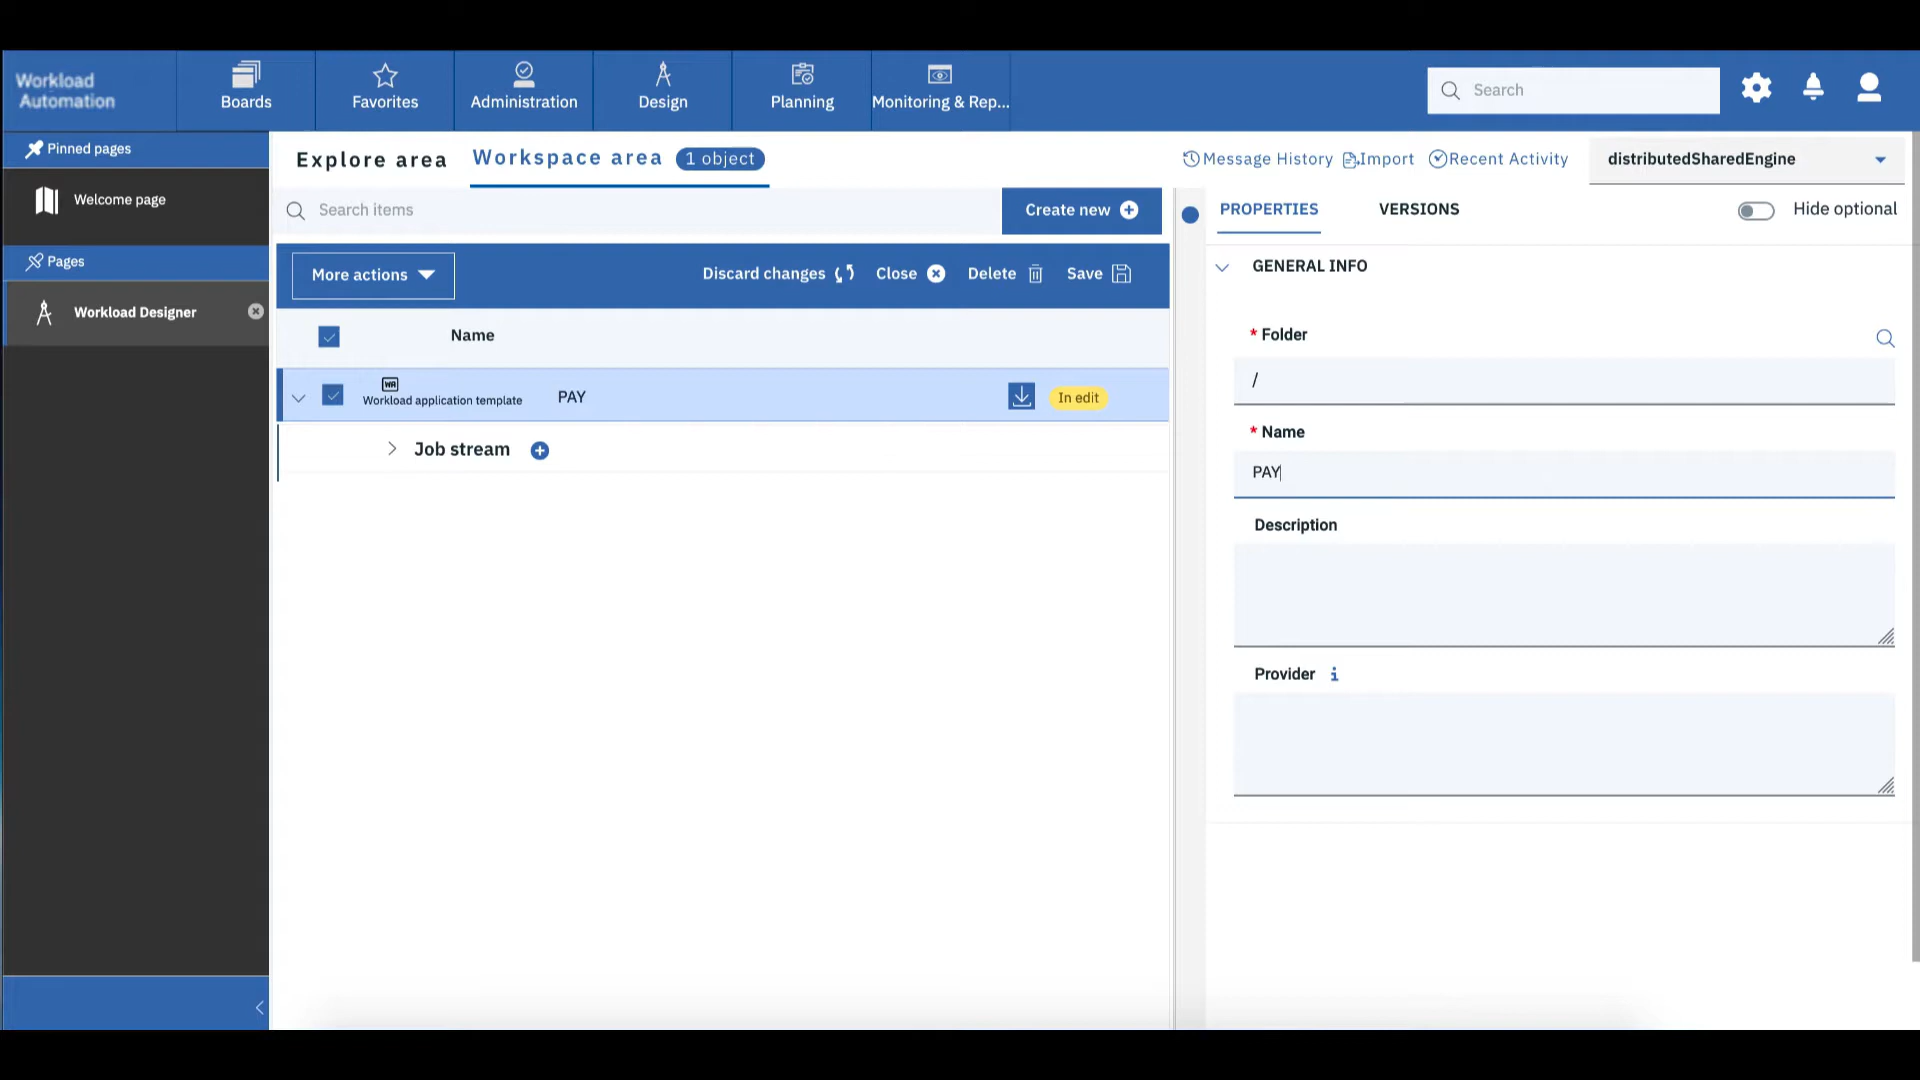 Workload
Automation
Boards
Favorites
Administration
Design
Planning
Monitoring & Rep...
Search
Pinned pages
Welcome page
Pages
Workload Designer
Explore area
Workspace area
1 object
Message History
Import
Recent Activity
distributedSharedEngine
Search items
Create new
PROPERTIES
VERSIONS
Hide optional
More actions
Discard changes
Close
Delete
Save
GENERAL INFO
Name
WA
Workload application template
PAY
In edit
Job stream
* Folder
/
* Name
PAY
Description
Provider